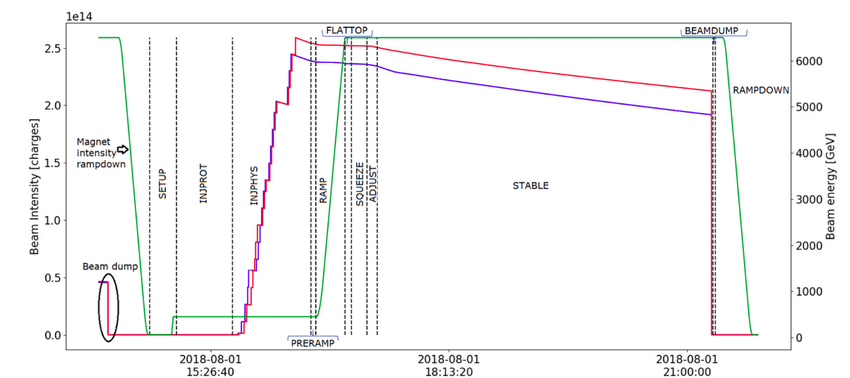 1e14
FLATTOP
BEAMDUMP
2.5
2.0
1.5
1.0
0.5
0.0
Beam Intensity [charges]
6000
5000
4000
3000
2000
1000
0
Beam energy [GeV]
RAMPDOWN
Magnet
intensity
rampdown
SETUP
INJPROT
INJPHYS
RAMP
SQUEEZE
ADJUST
STABLE
Beam dump
PRERAMP
2018-08-01
15:26:40
2018-08-01
18:13:20
2018-08-01
21:00:00